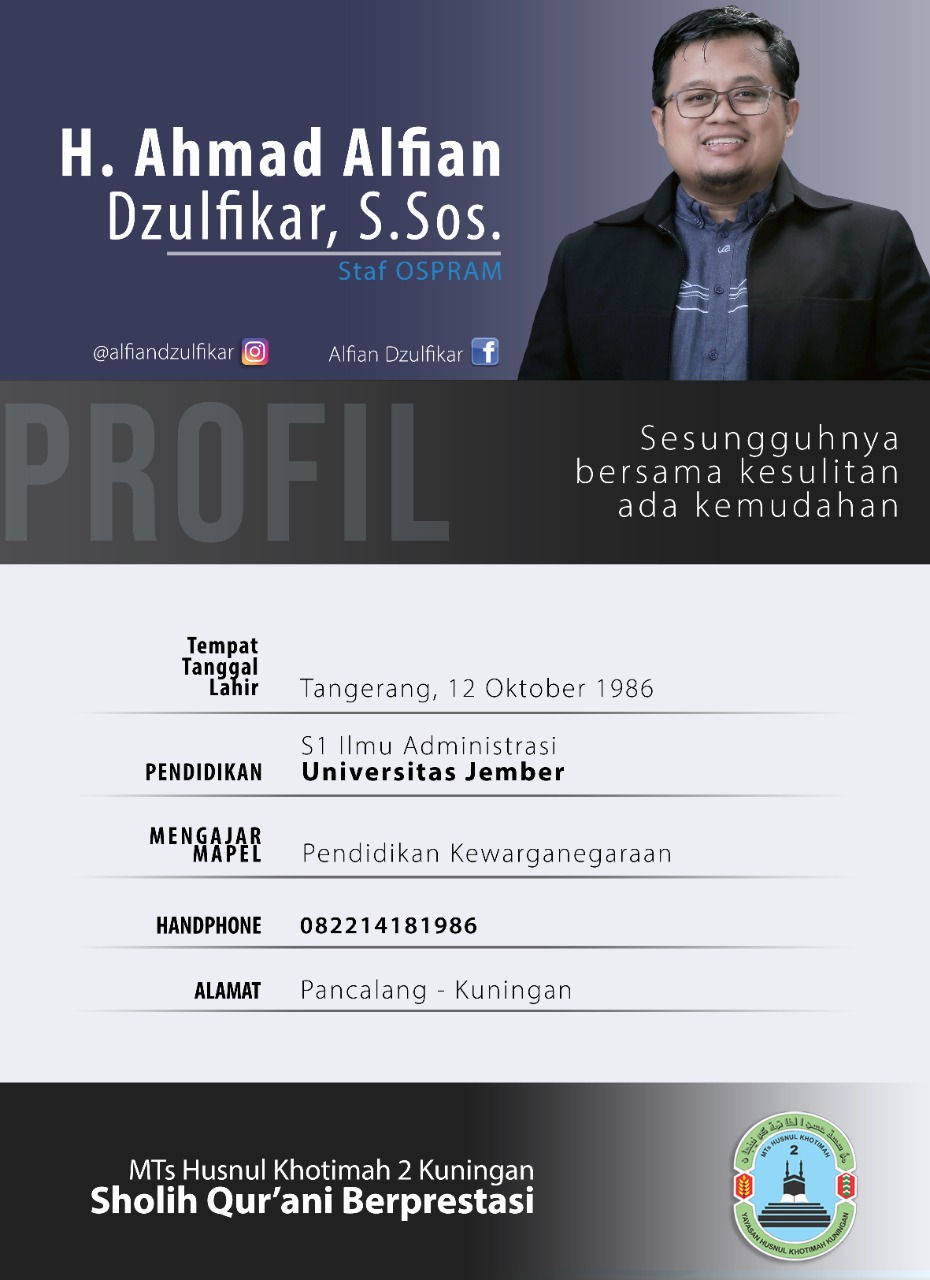 H. Ahmad Alfian
Dzulfikar, S.Sos.
Staf OSPRAM
@alfiandzulfikar
Alfian Dzulfikar
PROFIL
Sesungguhnya
bersama kesulitan
ada kemudahan
Tempat
Tanggal
Lahir
Tangerang, 12 Oktober 1986
PENDIDIKAN
S1 Ilmu Administrasi
Universitas Jember
MENGAJAR
MAPEL
Pendidikan Kewarganegaraan
HANDPHONE
082214181986
ALAMAT
Pancalang - Kuningan
MTs Husnul Khotimah 2 Kuningan
Sholih Qur’ani Berprestasi
MTs HUSNUL KHOTIMAH
2
YAYASAN HUSNUL KHOTIMAH KUNINGAN